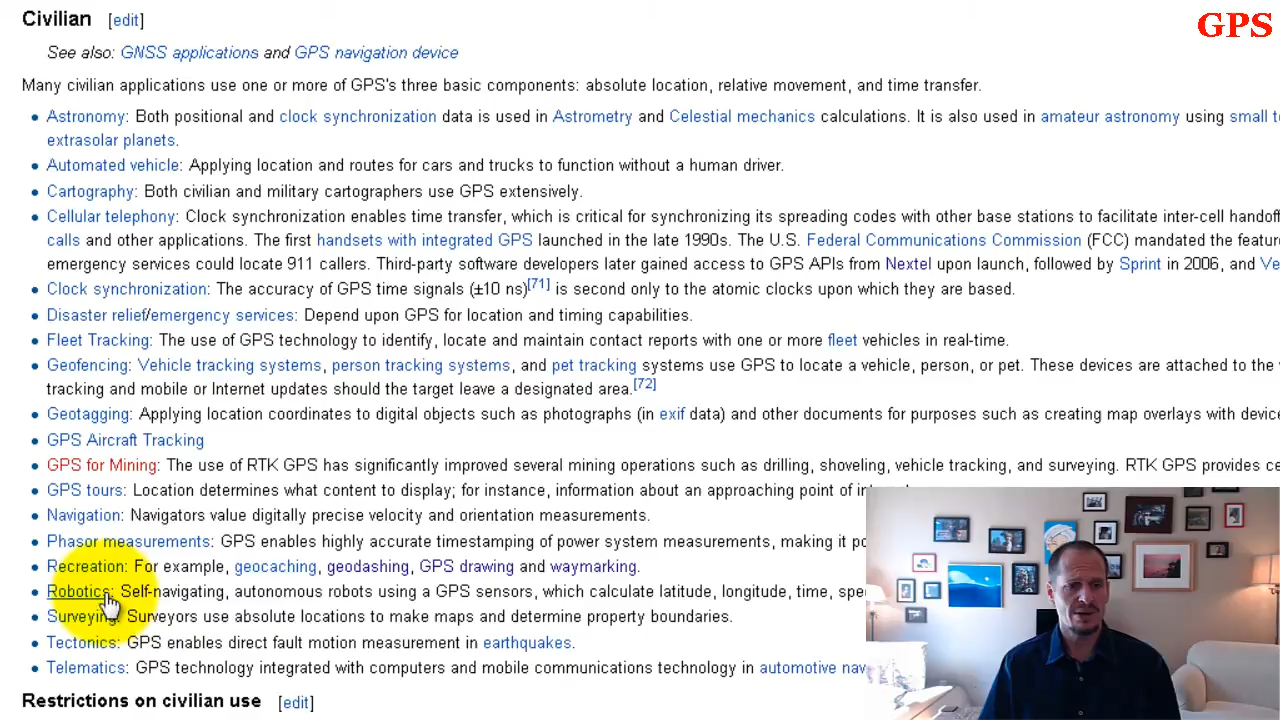 Civilian [edit]
GPS
See also: GNSS applications and GPS navigation device
Many civilian applications use one or more of GPS's three basic components: absolute location, relative movement, and time transfer.
• Astronomy: Both positional and clock synchronization data is used in Astrometry and Celestial mechanics calculations. It is also used in amateur astronomy using small
extrasolar planets.
• Automated vehicle: Applying location and routes for cars and trucks to function without a human driver.
• Cartography: Both civilian and military cartographers use GPS extensively.
• Cellular telephony: Clock synchronization enables time transfer, which is critical for synchronizing its spreading codes with other base stations to facilitate inter-cell
calls and other applications. The first handsets with integrated GPS launched in the late 1990s. The U.S. Federal Communications Commission (FCC) mandated the
emergency services could locate 911 callers. Third-party software developers later gained access to GPS APIs from Nextel upon launch, followed by Sprint in 2006, and
• Clock synchronization: The accuracy of GPS time signals (±10 ns)[71] is second only to the atomic clocks upon which they are based.
• Disaster relief/emergency services: Depend upon GPS for location and timing capabilities.
• Fleet Tracking: The use of GPS technology to identify, locate and maintain contact reports with one or more fleet vehicles in real-time.
• Geofencing: Vehicle tracking systems, person tracking systems, and pet tracking systems use GPS to locate a vehicle, person, or pet. These devices are attached to the
tracking and mobile or Internet updates should the target leave a designated area.[72]
• Geotagging: Applying location coordinates to digital objects such as photographs (in exif data) and other documents for purposes such as creating map overlays with
• GPS Aircraft Tracking
• GPS for Mining: The use of RTK GPS has significantly improved several mining operations such as drilling, shoveling, vehicle tracking, and surveying. RTK GPS provides
• GPS tours: Location determines what content to display; for instance, information about an approaching point of
• Navigation: Navigators value digitally precise velocity and orientation measurements.
• Phasor measurements: GPS enables highly accurate timestamping of power system measurements, making it
• Recreation: For example, geocaching, geodashing, GPS drawing and waymarking.
• Robotics: Self-navigating, autonomous robots using a GPS sensors, which calculate latitude, longitude, time,
• Surveying: Surveyors use absolute locations to make maps and determine property boundaries.
• Tectonics: GPS enables direct fault motion measurement in earthquakes.
• Telematics: GPS technology integrated with computers and mobile communications technology in automotive
Restrictions on civilian use [edit]